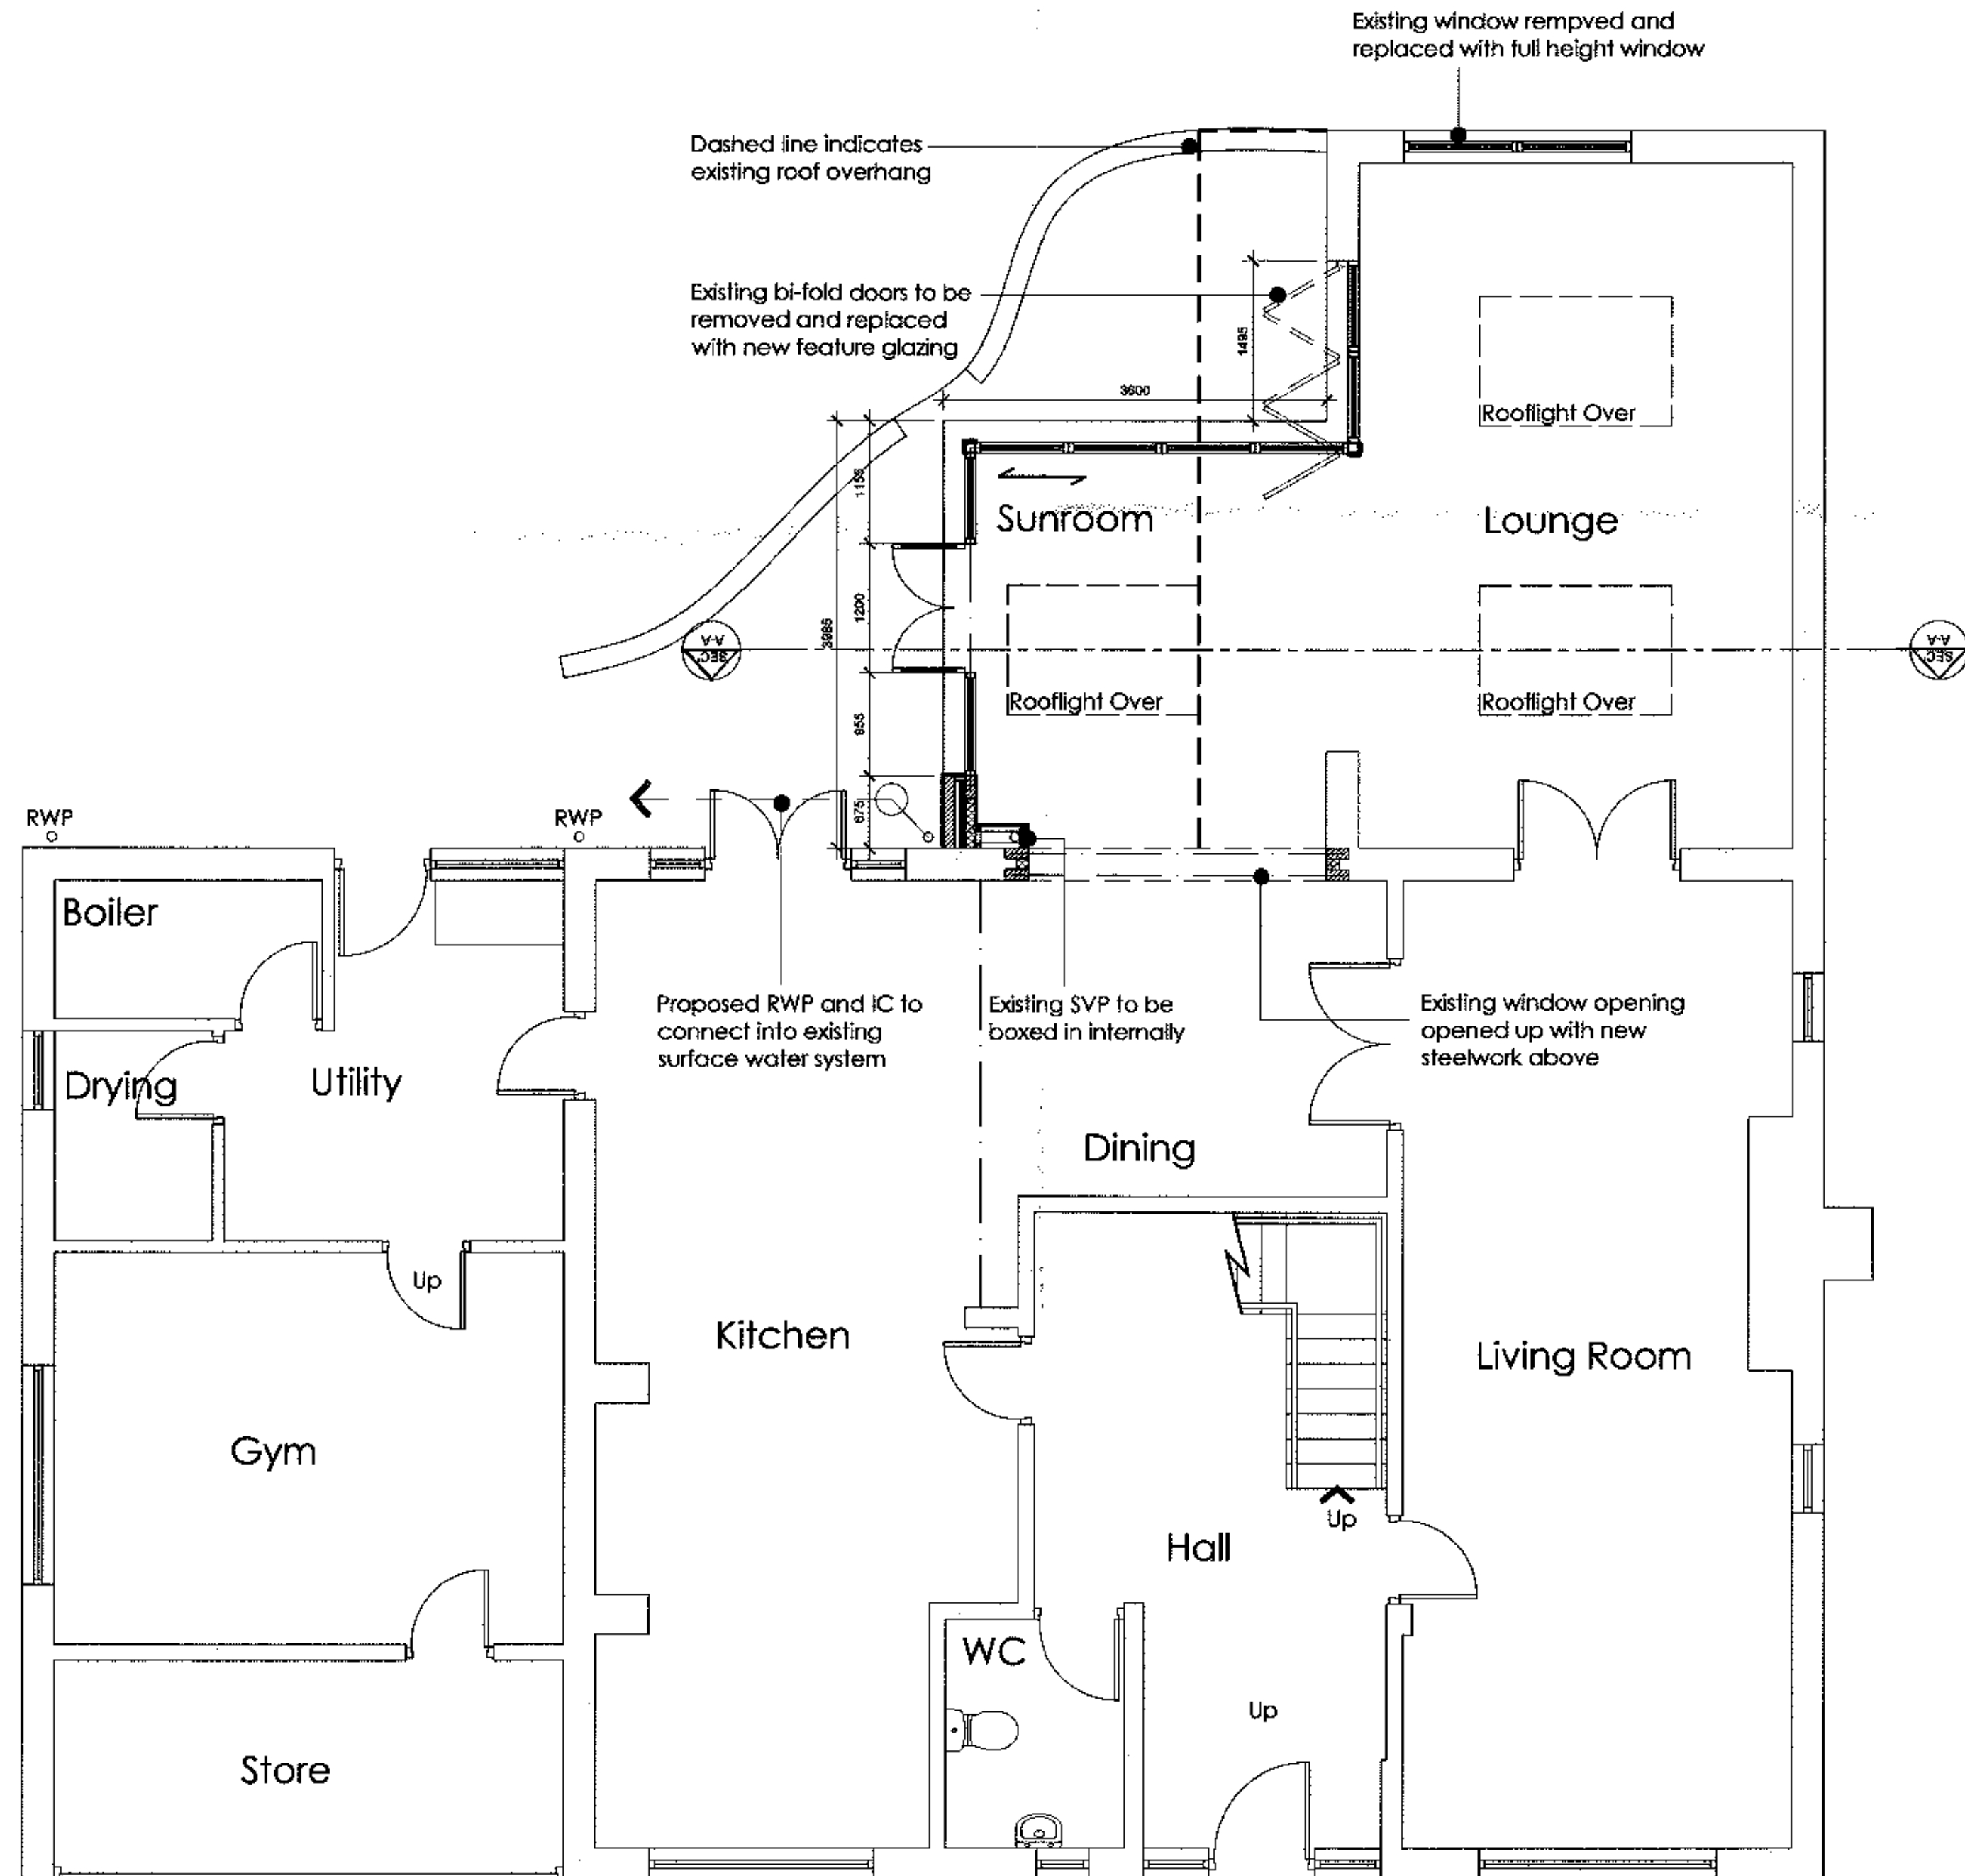 Existing window rempved and
replaced with full height window
Dashed line indicates
existing roof overhang
Existing bi-fold doors to be
removed and replaced
with new feature glazing
1495
3600
Rooflight Over
1155
Sunroom
Lounge
1200
3985
A-A
SEC'
A-A
SEC'
Rooflight Over
Rooflight Over
955
675
RWP
RWP
Boiler
Proposed RWP and IC to
connect into existing
surface water system
Existing SVP to be
boxed in internally
Existing window opening
opened up with new
steelwork above
Drying
Utility
Dining
Up
Kitchen
Living Room
Gym
Up
Hall
WC
Up
Store